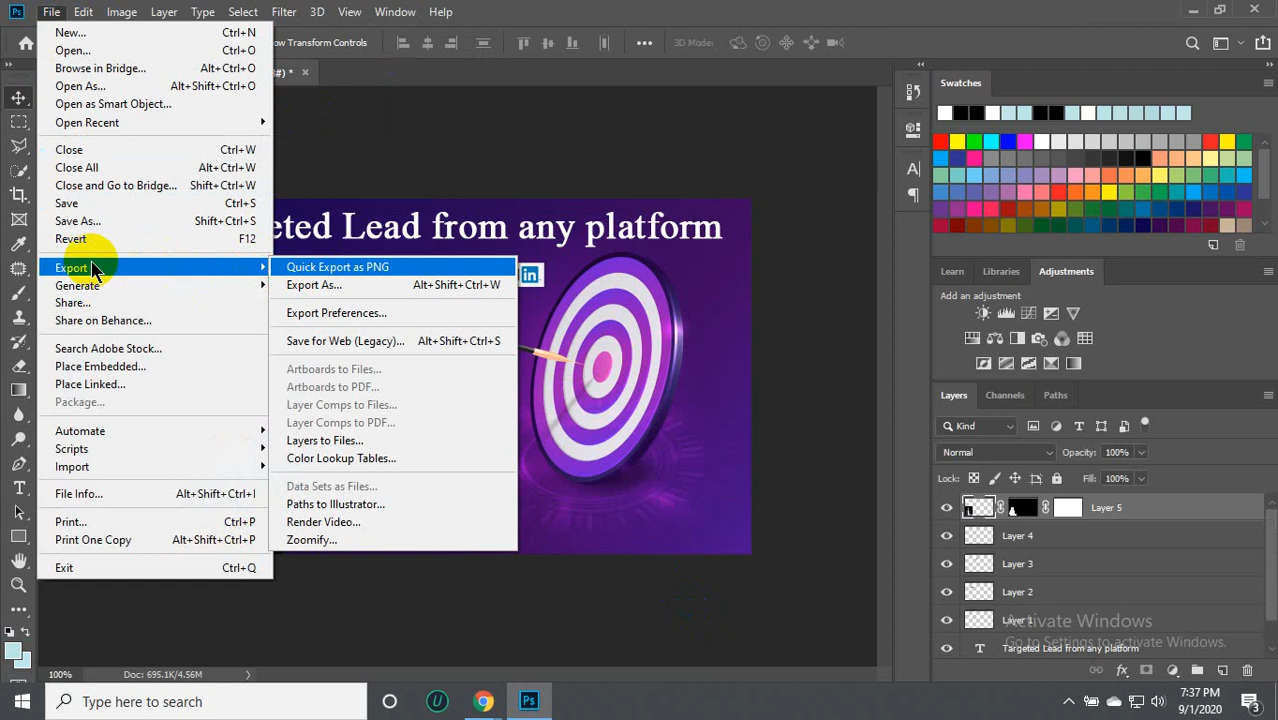 Ps File Edit Image Layer Type Select Filter 3D View Window Help
ow Transform Controls 3D Mode:
#) * ×
New... Ctrl+N
Open... Ctrl+O
Browse in Bridge... Alt+Ctrl+O
Open As... Alt+Shift+Ctrl+O
Open as Smart Object...
Open Recent
Close Ctrl+W
Close All Alt+Ctrl+W
Close and Go to Bridge... Shift+Ctrl+W
Save Ctrl+S
Save As... Shift+Ctrl+S
Revert F12
Export
Generate
Share...
Share on Behance...
Search Adobe Stock...
Place Embedded...
Place Linked...
Package...
Automate
Scripts
Import
File Info... Alt+Shift+Ctrl+I
Print... Ctrl+P
Print One Copy Alt+Shift+Ctrl+P
Exit Ctrl+Q
Quick Export as PNG
Export As... Alt+Shift+Ctrl+W
Export Preferences...
Save for Web (Legacy)... Alt+Shift+Ctrl+S
Artboards to Files...
Artboards to PDF...
Layer Comps to Files...
Layer Comps to PDF...
Layers to Files...
Color Lookup Tables...
Data Sets as Files...
Paths to Illustrator...
Render Video...
Zoomify...
eted Lead from any platform
in
Swatches
Learn Libraries Adjustments
Add an adjustment
Layers Channels Paths
Kind
Normal Opacity: 100%
Lock: Fill: 100%
Layer 5
Layer 4
Layer 3
Layer 2
Layer 1
T Targeted Lead from any platform
Activate Windows
Go to Settings to activate Windows.
100% Doc: 695.1K/4.56M
Type here to search
U
Ps
7:37 PM
9/1/2020
3